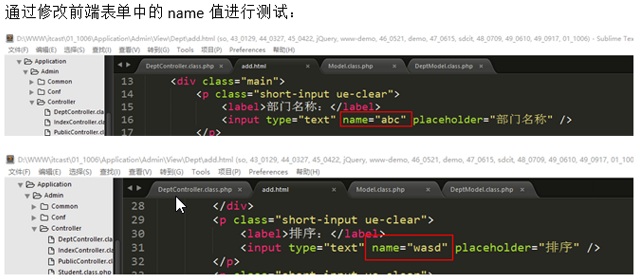 通过修改前端表单中的 name 值进行测试：
D:\WWW\itcast\01_1006\Application\Admin\View\Dept\add.html (so, 43_0129, 44_0327, 45_0422, jQuery, www-demo, 46_0521, demo, 47_0615, sdcit, 48_0709, 49_0610, 49_0917, 01_1006) - Sublime Tex
文件(F) 编辑(E) 选择(S) 查找(I) 查看(V) 转到(G) Tools 项目(P) Preferences 帮助(H)
Application
Admin
Common
Conf
Controller
DeptController.cla
IndexController.cla
PublicController.cla
DeptController.class.php × add.html × Model.class.php × DeptModel.class.php ×
13 <div class="main">
14 <p class="short-input ue-clear">
15 <label>部门名称：</label>
16 <input type="text" name="abc" placeholder="部门名称" />
17 </p>
D:\WWW\itcast\01_1006\Application\Admin\View\Dept\add.html (so, 43_0129, 44_0327, 45_0422, jQuery, www-demo, 46_0521, demo, 47_0615, sdcit, 48_0709, 49_0610, 49_0917, 01_1006)
文件(F) 编辑(E) 选择(S) 查找(I) 查看(V) 转到(G) Tools 项目(P) Preferences 帮助(H)
Application
Admin
Common
Conf
Controller
DeptController.cla
IndexController.cla
PublicController.cl
Student.class.php
DeptController.class.php × add.html × Model.class.php × DeptModel.class.php ×
28 </div>
29 <p class="short-input ue-clear">
30 <label>排序：</label>
31 <input type="text" name="wasd" placeholder="排序" />
32 </p>